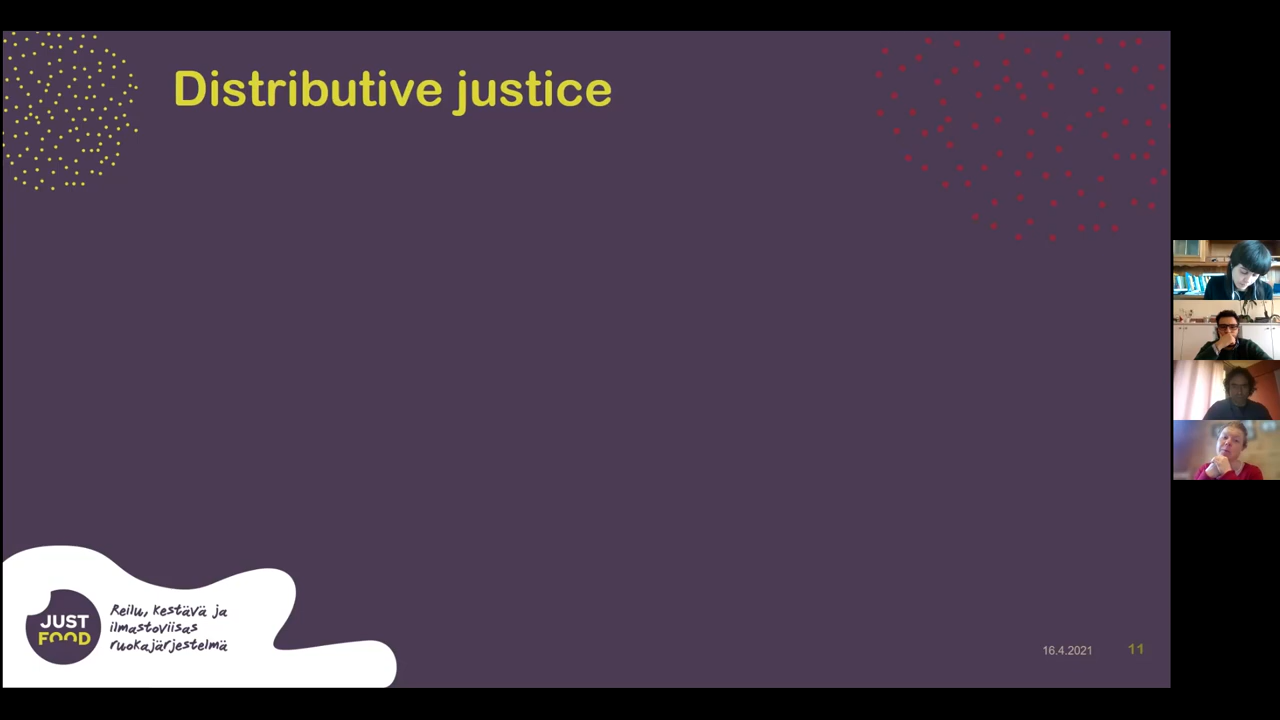 Distributive justice
JUST
FOOD
Reilu, kestävä ja
ilmastoviisas
ruokajärjestelmä
16.4.2021
11